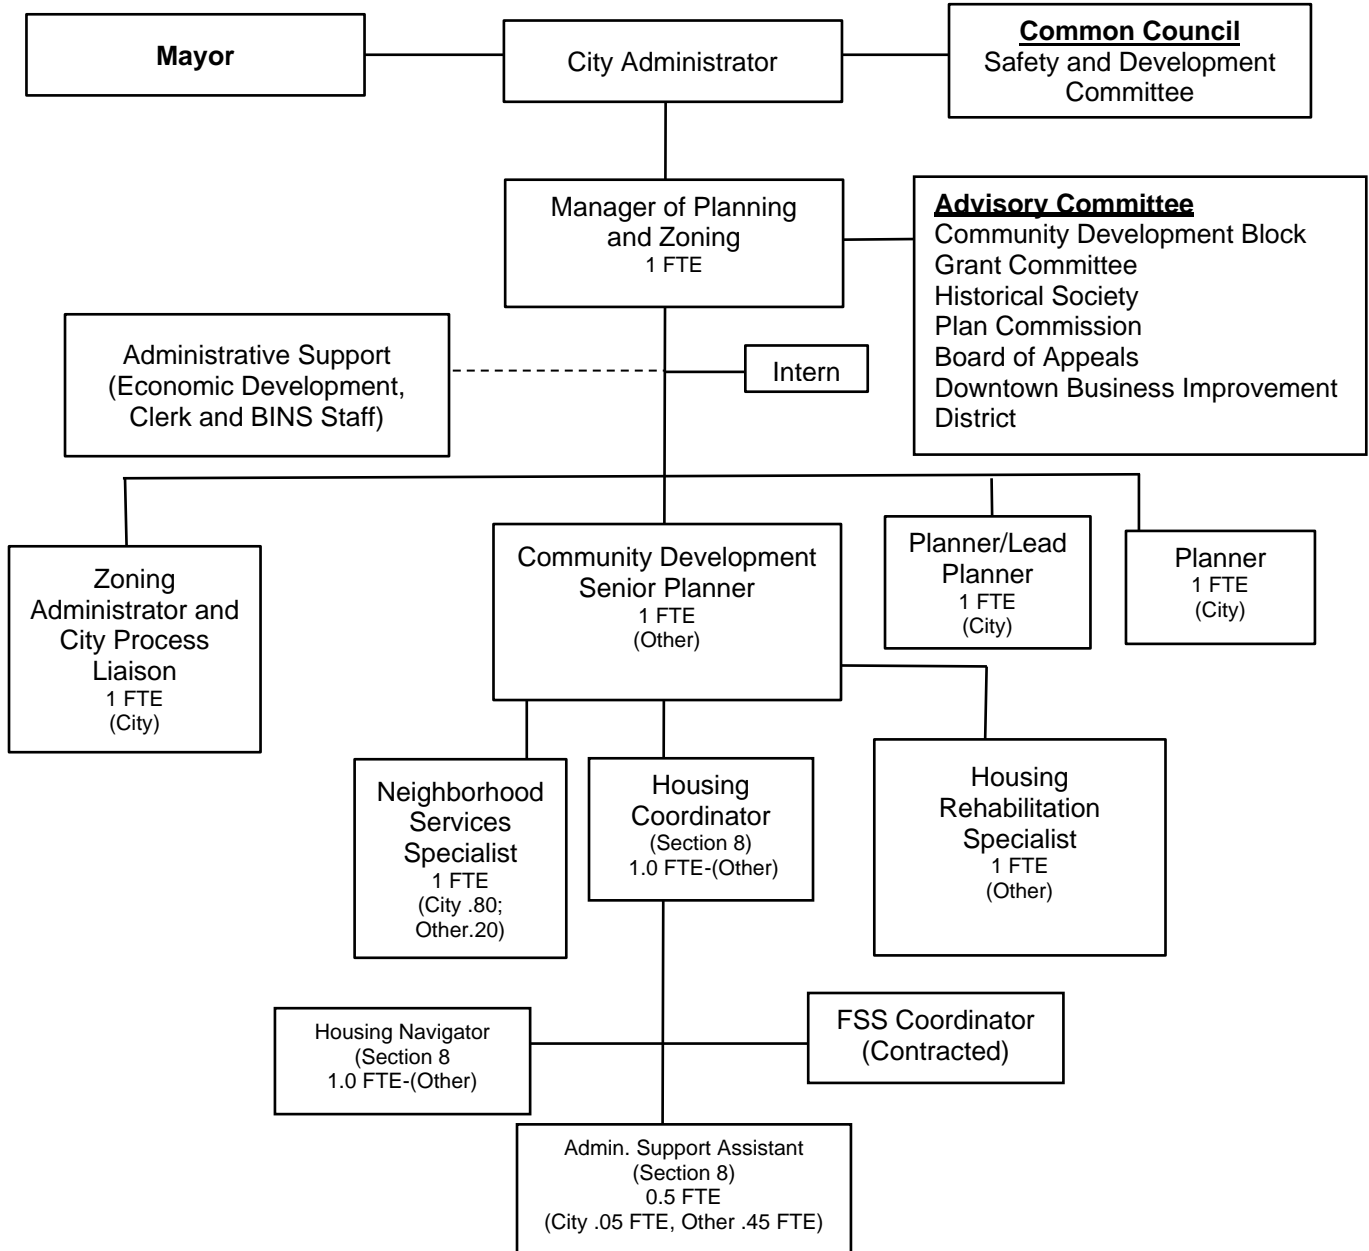 Mayor
City Administrator
Common Council
Safety and Development
Committee
Manager of Planning
and Zoning
1 FTE
Advisory Committee
Community Development Block
Grant Committee
Historical Society
Plan Commission
Board of Appeals
Downtown Business Improvement
District
Administrative Support
(Economic Development,
Clerk and BINS Staff)
Intern
Zoning
Administrator and
City Process
Liaison
1 FTE
(City)
Community Development
Senior Planner
1 FTE
(Other)
Planner/Lead
Planner
1 FTE
(City)
Planner
1 FTE
(City)
Neighborhood
Services
Specialist
1 FTE
(City .80;
Other.20)
Housing
Coordinator
(Section 8)
1.0 FTE-(Other)
Housing
Rehabilitation
Specialist
1 FTE
(Other)
Housing Navigator
(Section 8
1.0 FTE-(Other)
FSS Coordinator
(Contracted)
Admin. Support Assistant
(Section 8)
0.5 FTE
(City .05 FTE, Other .45 FTE)